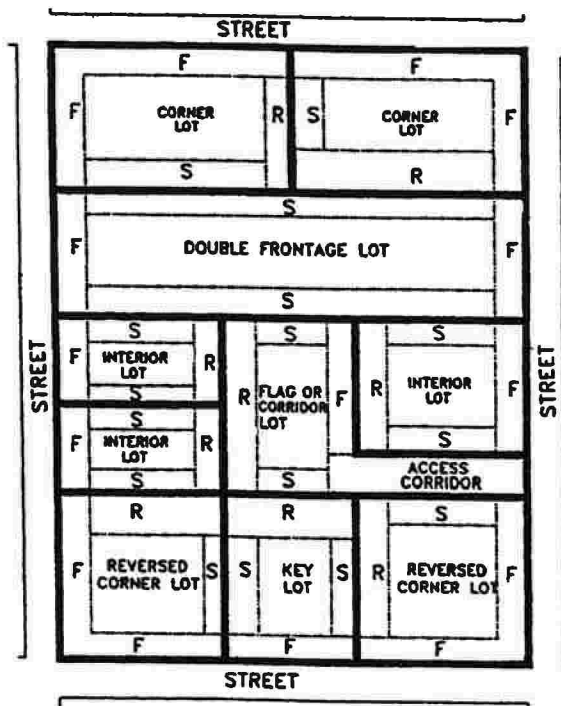 STREET
F
F
F
CORNER
LOT
R
S
CORNER
LOT
F
S
R
S
F
DOUBLE FRONTAGE LOT
F
S
STREET
STREET
S
F
INTERIOR
LOT
R
S
S
F
INTERIOR
LOT
R
S
S
R
FLAG OR
CORRIDOR
LOT
F
S
S
R
INTERIOR
LOT
F
S
ACCESS
CORRIDOR
R
F
REVERSED
CORNER LOT
S
F
R
S
KEY
LOT
S
F
S
R
REVERSED
CORNER LOT
F
F
STREET